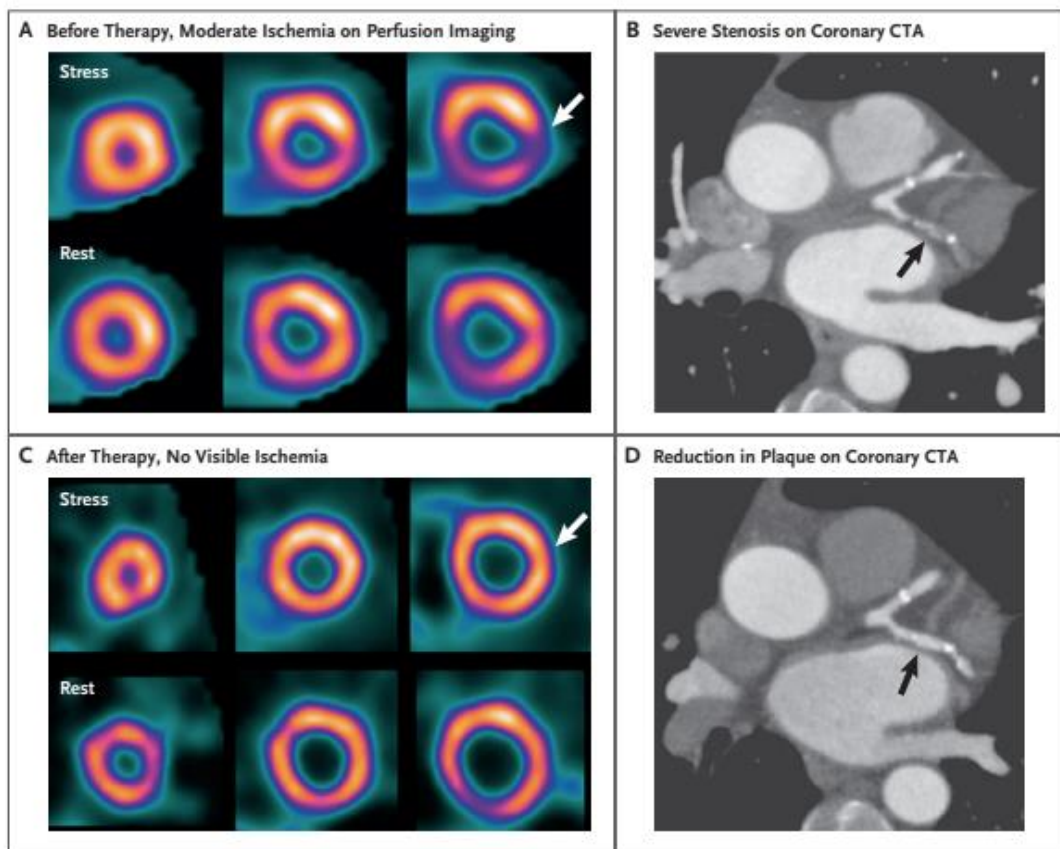 A Before Therapy, Moderate Ischemia on Perfusion Imaging
Stress
Rest
B Severe Stenosis on Coronary CTA
C After Therapy, No Visible Ischemia
Stress
Rest
D Reduction in Plaque on Coronary CTA